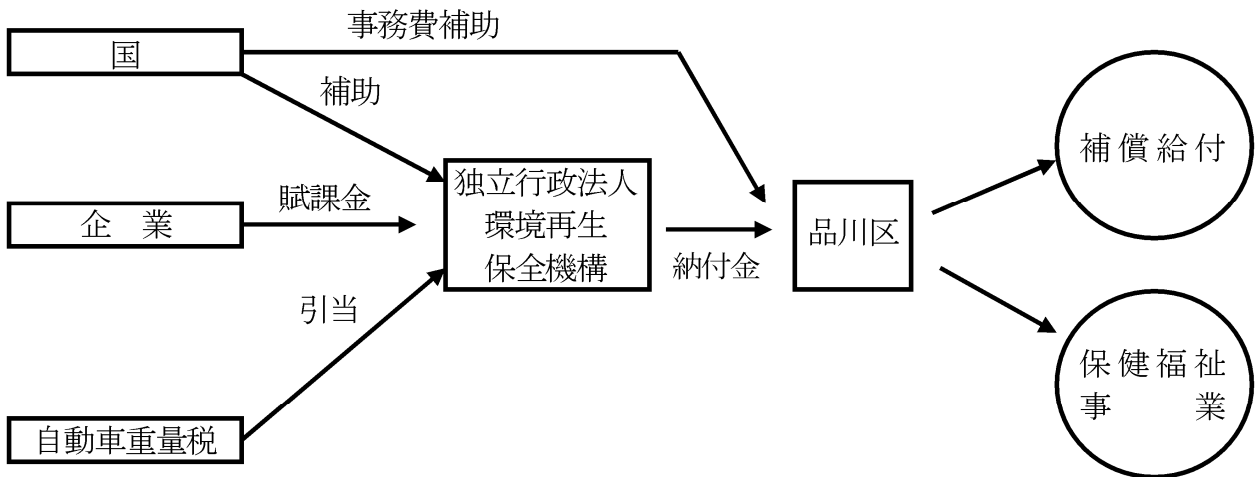 事務費補助
国
補助
企業
賦課金
独立行政法人
環境再生
保全機構
引当
自動車重量税
納付金
品川区
補償給付
保健福祉
事業